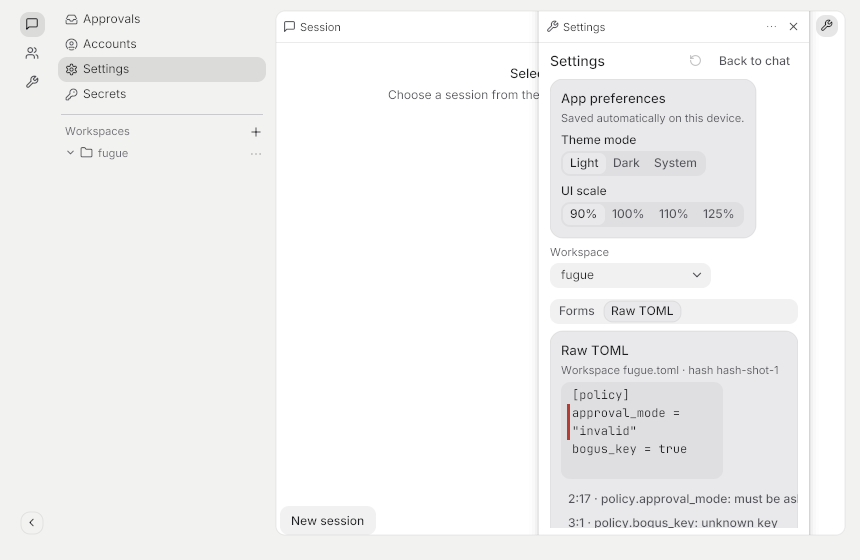 Approvals
Accounts
Settings
Secrets
Workspaces
fugue
Session
Choose a session from the
New session
Settings
Settings
Back to chat
App preferences
Saved automatically on this device.
Theme mode
Light Dark System
UI scale
90% 100% 110% 125%
Workspace
fugue
Forms Raw TOML
Raw TOML
Workspace fugue.toml · hash hash-shot-1
[policy]
approval_mode =
"invalid"
bogus_key = true
2:17 · policy.approval_mode: must be as
3:1 · policy.bogus_key: unknown key